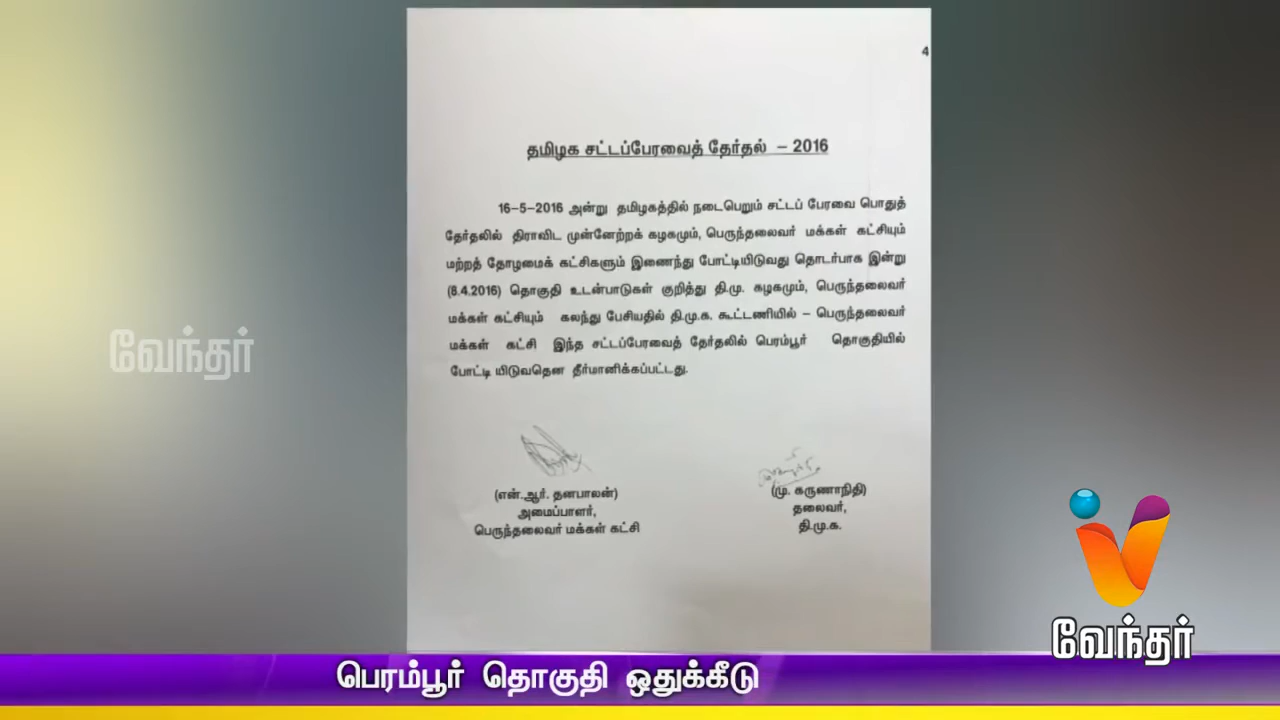 4
தமிழக சட்டப்பேரவைத் தேர்தல் – 2016
16-5-2016 அன்று தமிழகத்தில் நடைபெறும் சட்டப் பேரவை பொதுத்
தேர்தலில் திராவிட முன்னேற்றக் கழகமும், பெருந்தலைவர் மக்கள் கட்சியும்
மற்றத் தோழமைக் கட்சிகளும் இணைந்து போட்டியிடுவது தொடர்பாக இன்று
(8.4.2016) தொகுதி உடன்பாடுகள் குறித்து தி.மு. கழகமும், பெருந்தலைவர்
மக்கள் கட்சியும் கலந்து பேசியதில் தி.மு.க. கூட்டணியில் – பெருந்தலைவர்
மக்கள் கட்சி இந்த சட்டப்பேரவைத் தேர்தலில் பெரம்பூர் தொகுதியில்
போட்டி யிடுவதென தீர்மானிக்கப்பட்டது.
(என்.ஆர். தனபாலன்)
அமைப்பாளர்,
பெருந்தலைவர் மக்கள் கட்சி
(மு. கருணாநிதி)
தலைவர்,
தி.மு.க.
வேந்தர்
வேந்தர்
பெரம்பூர் தொகுதி ஒதுக்கீடு